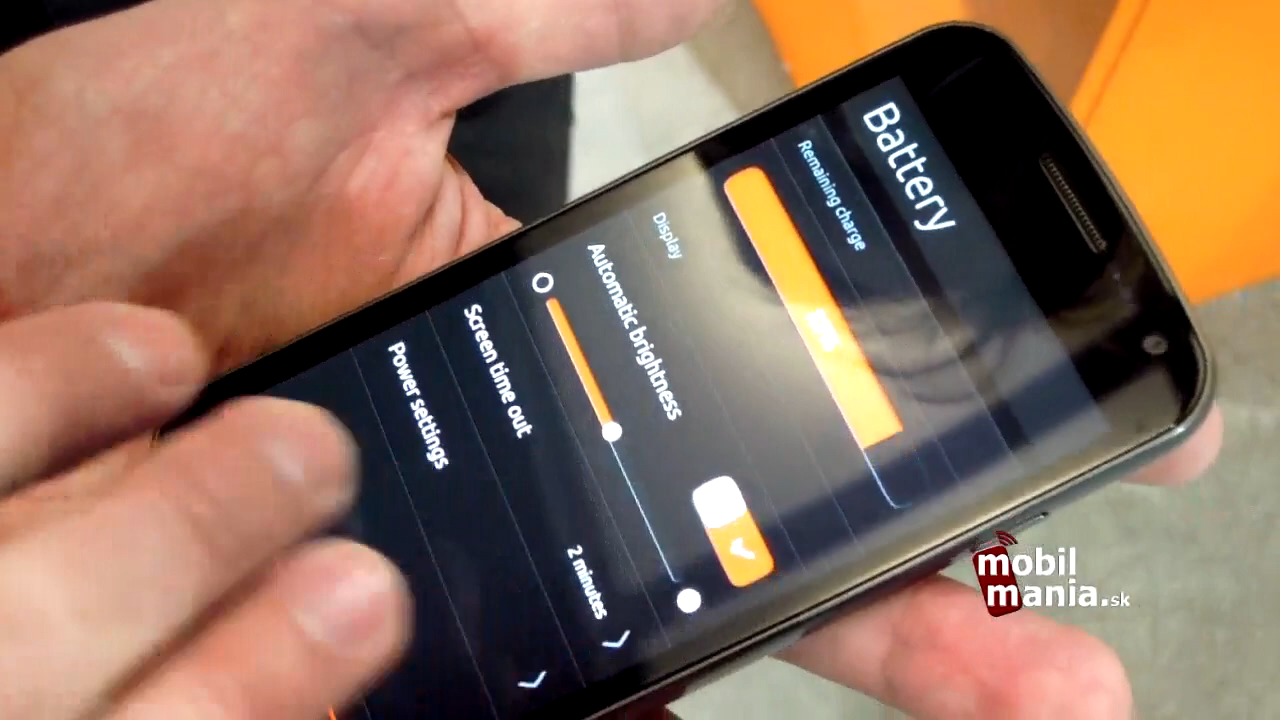 Battery
Remaining charge
Display
Automatic brightness
Screen time out
2 minutes
Power settings
mobil
mania.sk